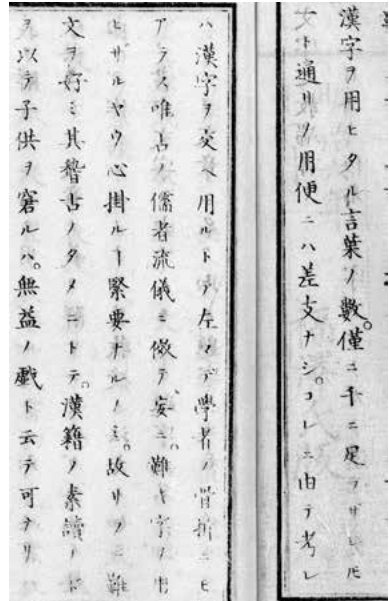 漢字ヲ用ヒタル言葉ノ數。僅ニ千ニ足ラザレ𪜈
文ト通リノ用便ニハ差支ナシ。コレニ由テ考レ
ハ漢字ヲ交ヘ用ルトテ左マデ學者ノ骨折ニモ
アラズ唯古ノ儒者流儀ニ傚テ妄ニ。難キ字ヲ用
ヒザルヤウ心掛ルヿ緊要ナルノミ。故サラニ難
文ヲ好ミ其稽古ノタメニトテ。漢籍ノ素讀ナド
ヲ以テ子供ヲ窘ルハ。無益ノ戯ト云テ可ナリ